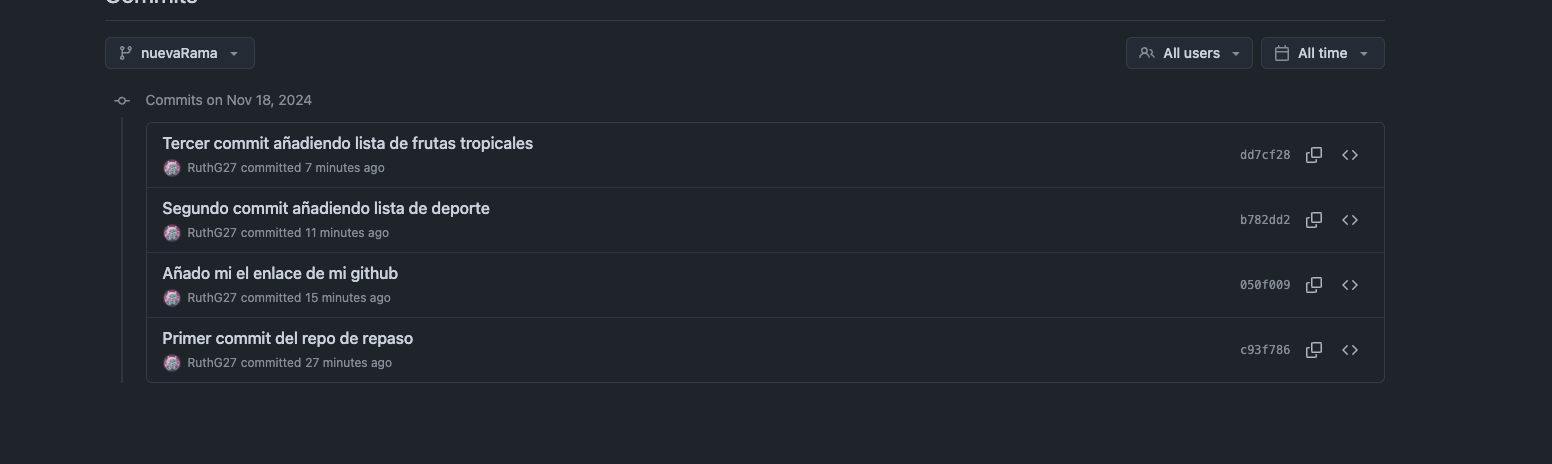 Commits
nuevaRama
All users
All time
Commits on Nov 18, 2024
Tercer commit añadiendo lista de frutas tropicales
RuthG27 committed 7 minutes ago
dd7cf28
Segundo commit añadiendo lista de deporte
RuthG27 committed 11 minutes ago
b782dd2
Añado mi el enlace de mi github
RuthG27 committed 15 minutes ago
050f009
Primer commit del repo de repaso
RuthG27 committed 27 minutes ago
c93f786